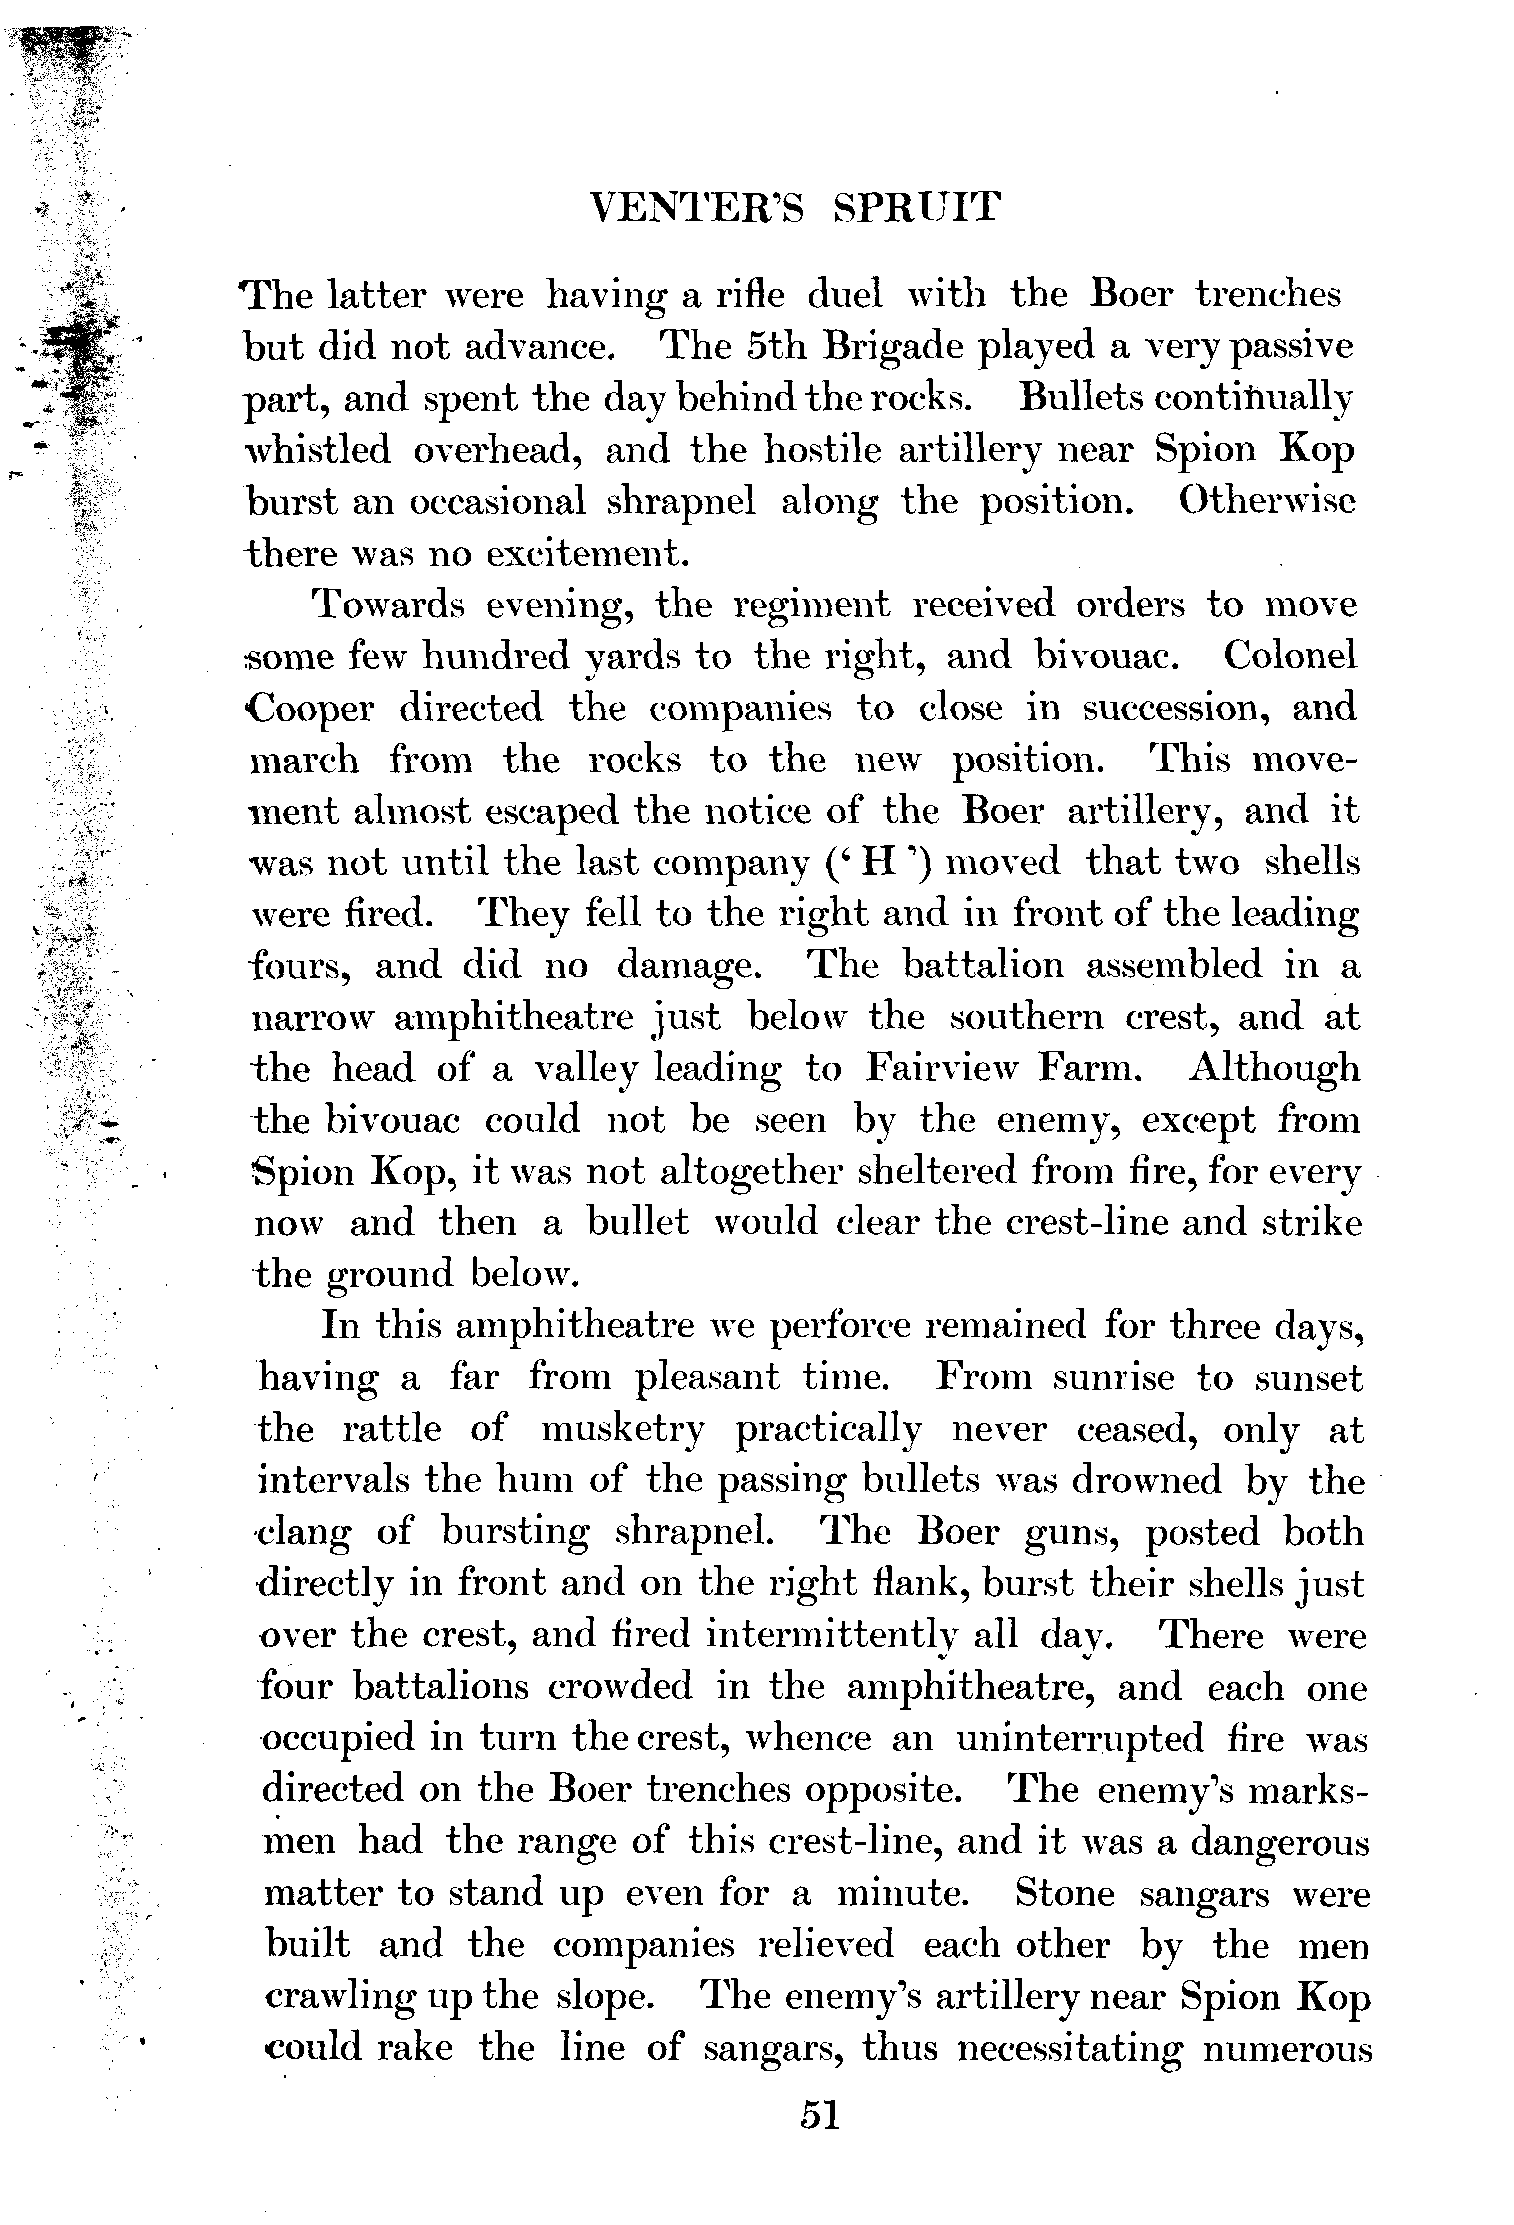 VENTER'S SPRUIT
The latter were having a rifle duel with the Boer trenches
but did not advance. The 5th Brigade played a very passive
part, and spent the day behind the rocks. Bullets continually
whistled overhead, and the hostile artillery near Spion Kop
burst an occasional shrapnel along the position. Otherwise
there was no excitement.
Towards evening, the regiment received orders to move
some few hundred yards to the right, and bivouac. Colonel
Cooper directed the companies to close in succession, and
march from the rocks to the new position. This move-
ment almost escaped the notice of the Boer artillery, and it
was not until the last company (‘ H ’) moved that two shells
were fired. They fell to the right and in front of the leading
fours, and did no damage. The battalion assembled in a
narrow amphitheatre just below the southern crest, and at
the head of a valley leading to Fairview Farm. Although
the bivouac could not be seen by the enemy, except from
Spion Kop, it was not altogether sheltered from fire, for every
now and then a bullet would clear the crest-line and strike
the ground below.
In this amphitheatre we perforce remained for three days,
having a far from pleasant time. From sunrise to sunset
the rattle of musketry practically never ceased, only at
intervals the hum of the passing bullets was drowned by the
clang of bursting shrapnel. The Boer guns, posted both
directly in front and on the right flank, burst their shells just
over the crest, and fired intermittently all day. There were
four battalions crowded in the amphitheatre, and each one
occupied in turn the crest, whence an uninterrupted fire was
directed on the Boer trenches opposite. The enemy's marks-
men had the range of this crest-line, and it was a dangerous
matter to stand up even for a minute. Stone sangars were
built and the companies relieved each other by the men
crawling up the slope. The enemy's artillery near Spion Kop
could rake the line of sangars, thus necessitating numerous
51